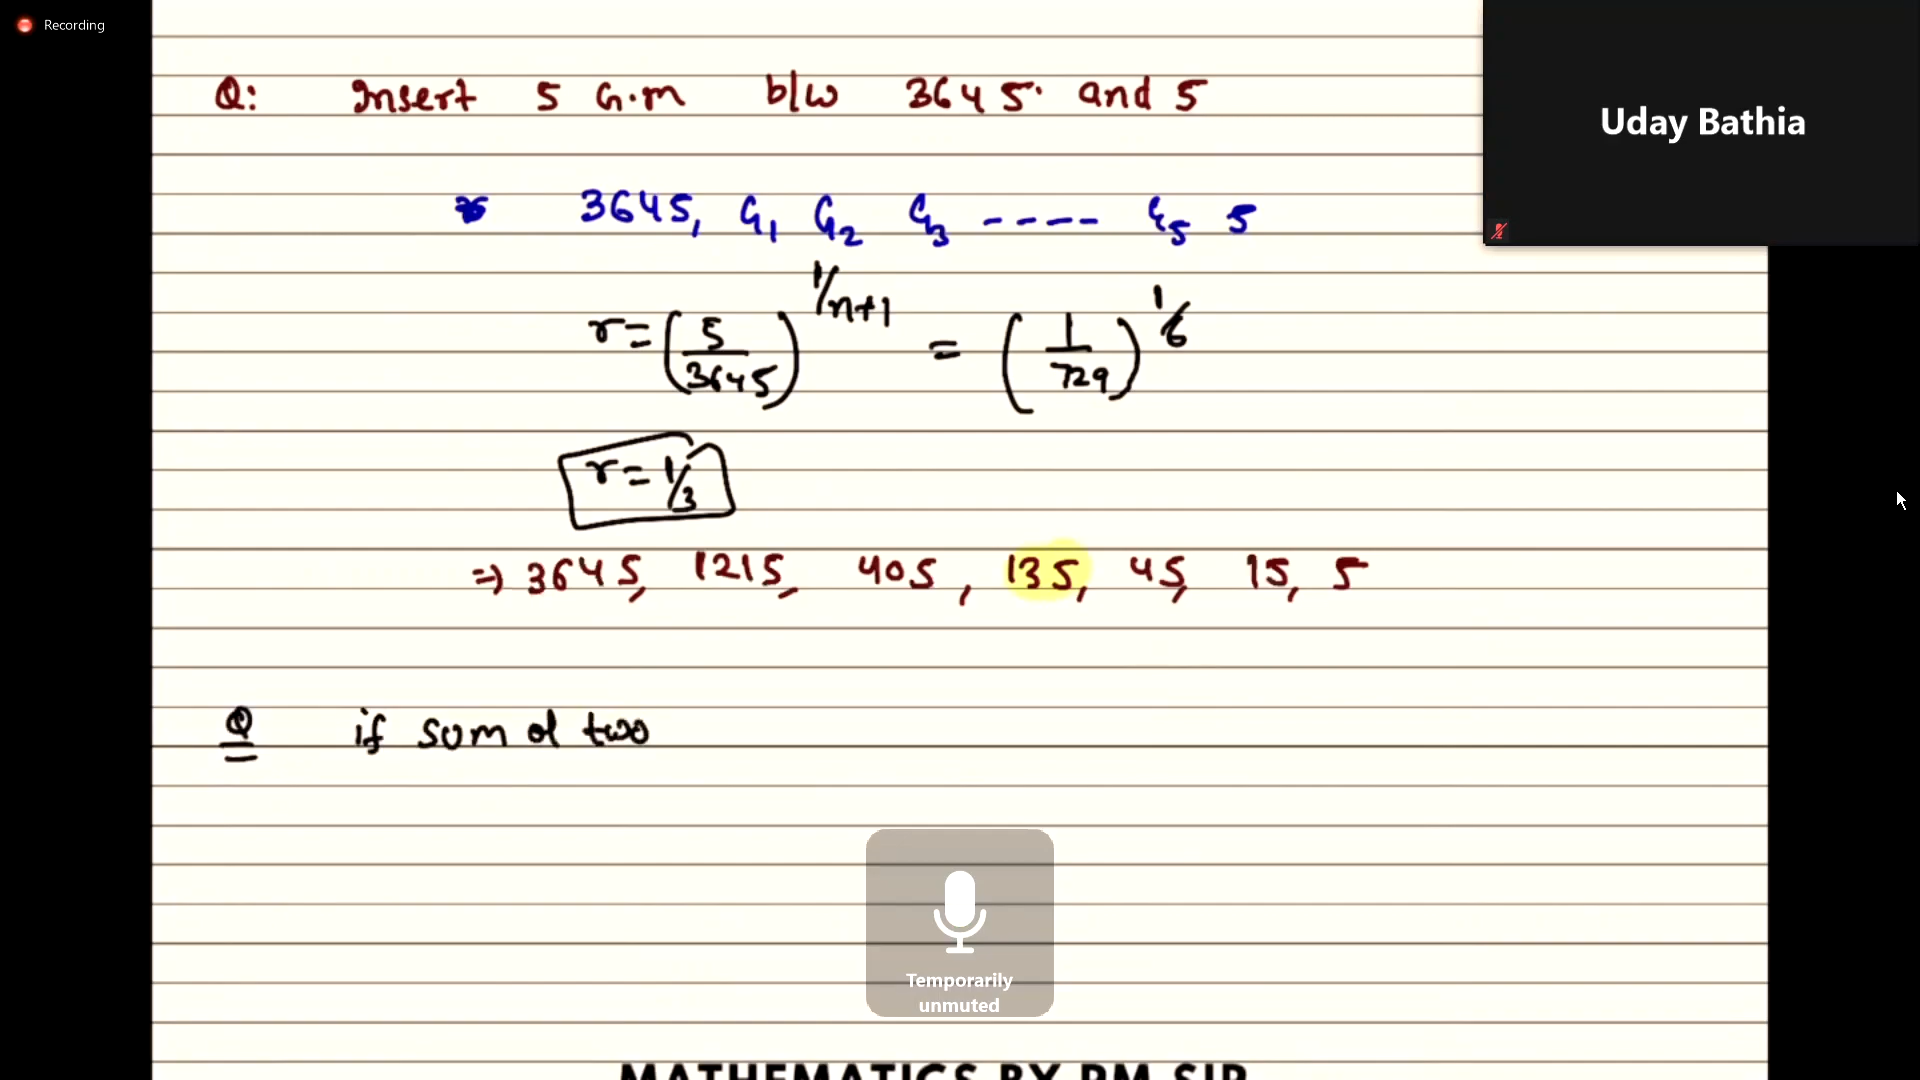 Recording
Uday Bathia
Q: Insert 5 G.M b/w 3645. and 5
3645, G1 G2 G3 ---- G5 5
r = (5/3645)^1/n+1 = (1/729)^1/6
r = 1/3
=> 3645, 1215, 405, 135, 45, 15, 5
Q if sum of two
Temporarily
unmuted
MATHEMATICS BY PM SIR